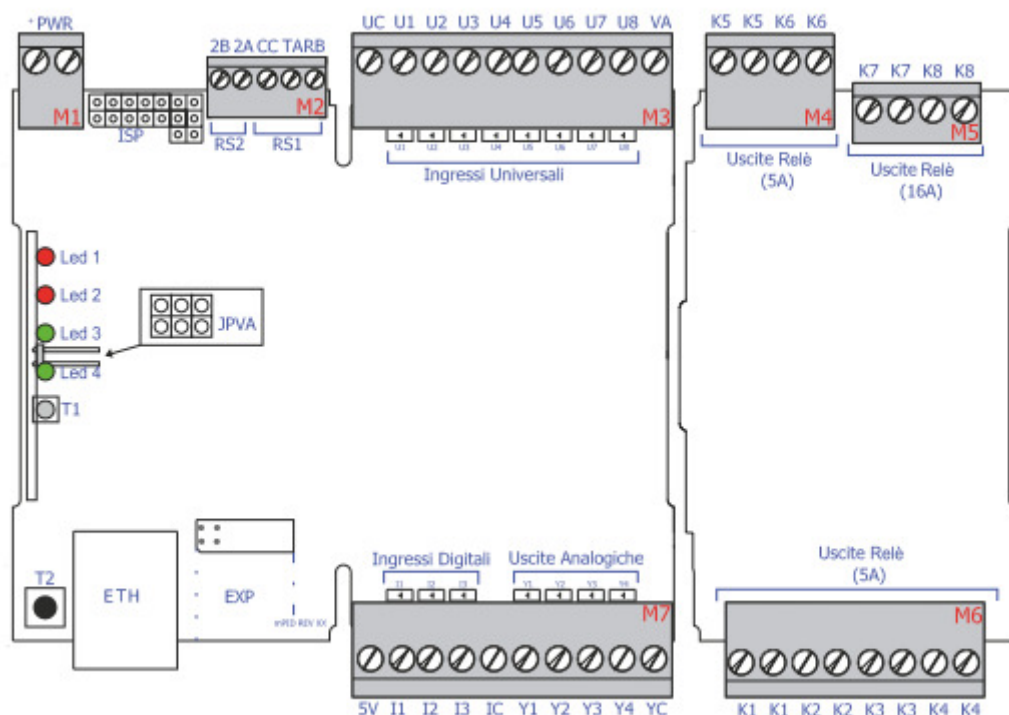 * PWR
2B 2A CC TARB
UC U1 U2 U3 U4 U5 U6 U7 U8 VA
K5 K5 K6 K6
K7 K7 K8 K8
M1
M2
M3
M4
M5
ISP
RS2
RS1
U1 U2 U3 U4 U5 U6 U7 U8
Ingressi Universali
Uscite Relè
(5A)
Uscite Relè
(16A)
Led 1
Led 2
Led 3
Led 4
JPVA
T1
T2
ETH
EXP
mPID REV XX
Ingressi Digitali
Uscite Analogiche
I1 I2 I3
Y1 Y2 Y3 Y4
M7
5V I1 I2 I3 IC Y1 Y2 Y3 Y4 YC
Uscite Relè
(5A)
M6
K1 K1 K2 K2 K3 K3 K4 K4